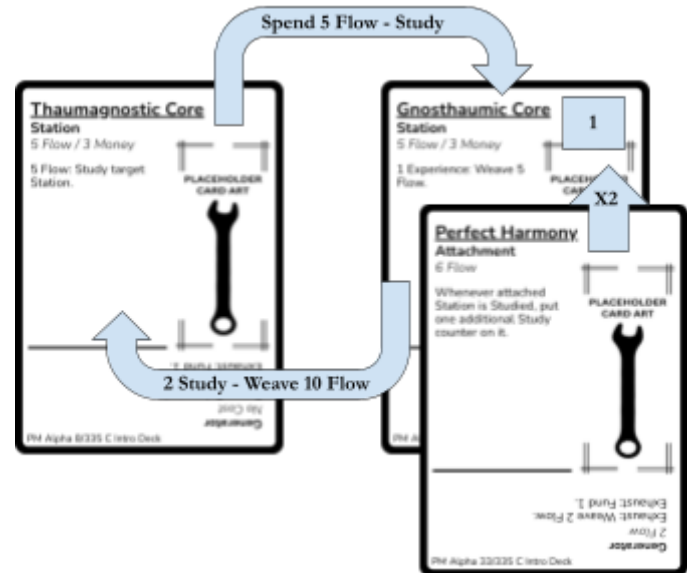 Spend 5 Flow - Study
Thaumagnostic Core
Station
5 Flow / 3 Money
5 Flow: Study target
Station.
PLACEHOLDER
CARD ART
Exhaust: Fund 1.
No Cost
Generator
PM Alpha 8/335 C Intro Deck
Gnosthaumic Core
Station
5 Flow / 3 Money
1 Experience: Weave 5
Flow.
1
PLACEHOLDER
X2
Perfect Harmony
Attachment
6 Flow
Whenever attached
Station is Studied, put
one additional Study
counter on it.
PLACEHOLDER
CARD ART
2 Study - Weave 10 Flow
Exhaust: Fund 1.
Exhaust: Weave 2 Flow.
2 Flow
Generator
PM Alpha 33/335 C Intro Deck